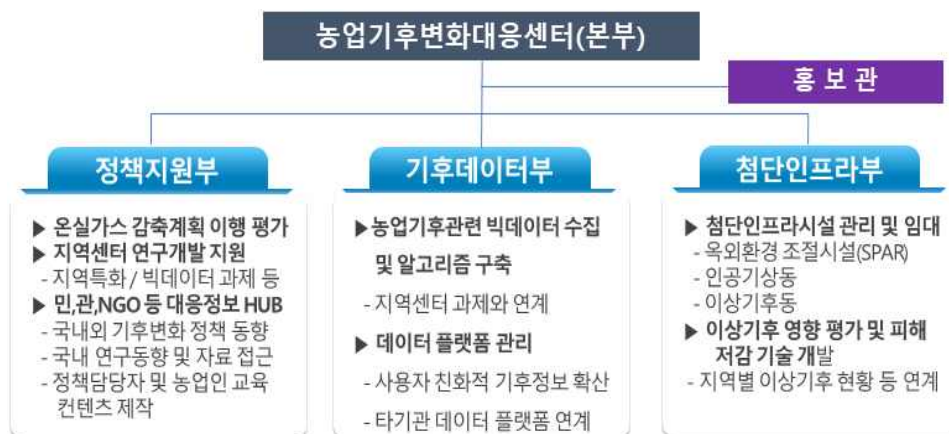 농업기후변화대응센터(본부)
홍 보 관
정책지원부
▶ 온실가스 감축계획 이행 평가
▶ 지역센터 연구개발 지원
- 지역특화 / 빅데이터 과제 등
▶ 민,관,NGO 등 대응정보 HUB
- 국내외 기후변화 정책 동향
- 국내 연구동향 및 자료 접근
- 정책담당자 및 농업인 교육
컨텐츠 제작
기후데이터부
▶농업기후관련 빅데이터 수집
및 알고리즘 구축
- 지역센터 과제와 연계
▶ 데이터 플랫폼 관리
- 사용자 친화적 기후정보 확산
- 타기관 데이터 플랫폼 연계
첨단인프라부
▶ 첨단인프라시설 관리 및 임대
- 옥외환경 조절시설(SPAR)
- 인공기상동
- 이상기후동
▶ 이상기후 영향 평가 및 피해
저감 기술 개발
- 지역별 이상기후 현황 등 연계